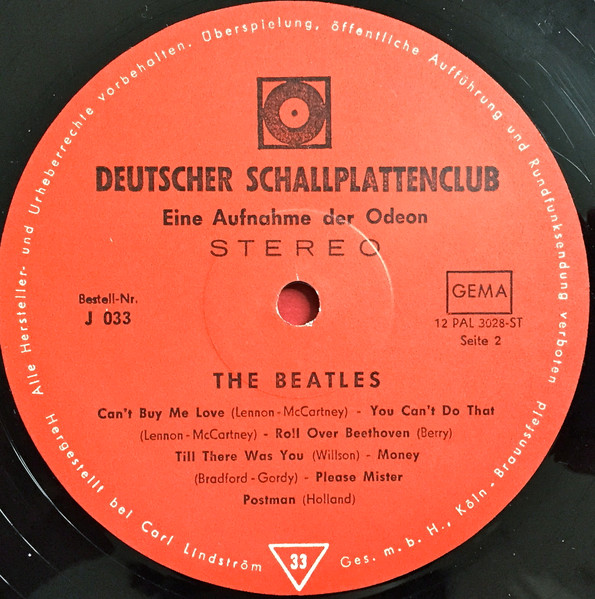 Alle Hersteller- und Urheberrechte vorbehalten. Überspielung, öffentliche Aufführung und Rundfunksendung verboten
DEUTSCHER SCHALLPLATTENCLUB
Eine Aufnahme der Odeon
STEREO
Bestell-Nr.
J 033
GEMA
12 PAL 3028-ST
Seite 2
THE BEATLES
Can't Buy Me Love (Lennon-McCartney) - You Can't Do That
(Lennon-McCartney) - Roll Over Beethoven (Berry)
Till There Was You (Willson) - Money
(Bradford-Gordy) - Please Mister
Postman (Holland)
33
Hergestellt bei Carl Lindström Ges. m. b. H., Köln-Braunsfeld